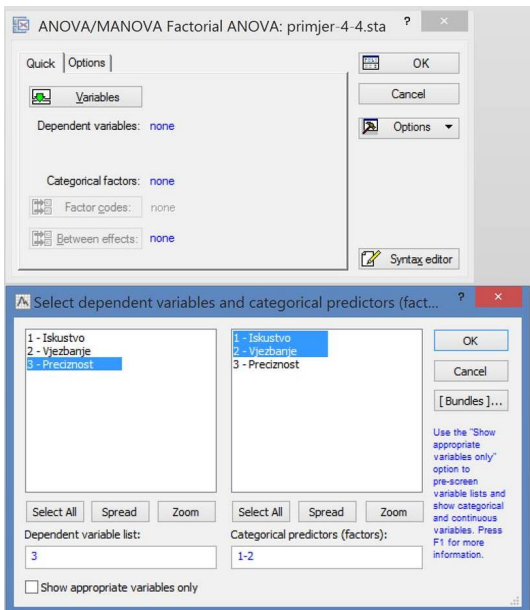 ANOVA/MANOVA Factorial ANOVA: primjer-4-4.sta ? ×
Quick Options
Variables
Dependent variables: none
Categorical factors: none
Factor codes: none
Between effects: none
OK
Cancel
Options
Syntax editor
Select dependent variables and categorical predictors (fact... ? ×
1 - Iskustvo
2 - Vjezbanje
3 - Preciznost
Select All Spread Zoom
Dependent variable list:
3
Show appropriate variables only
1 - Iskustvo
2 - Vjezbanje
3 - Preciznost
Select All Spread Zoom
Categorical predictors (factors):
1-2
OK
Cancel
[ Bundles ]...
Use the "Show
appropriate
variables only"
option to
pre-screen
variable lists and
show categorical
and continuous
variables. Press
F1 for more
information.